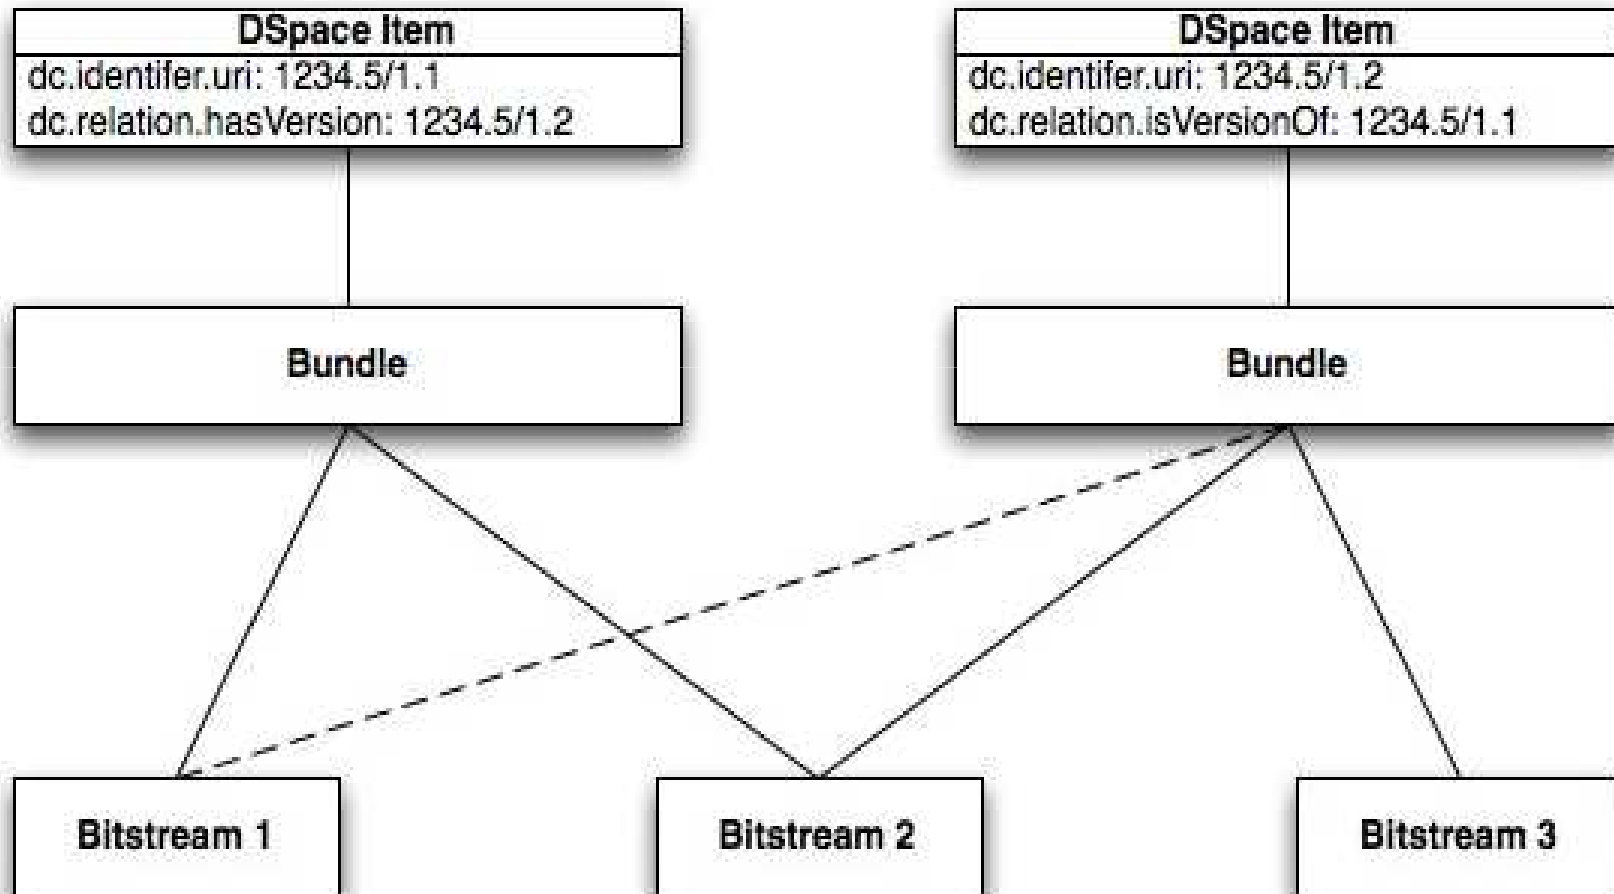 DSpace Item
dc.identifer.uri: 1234.5/1.1
dc.relation.hasVersion: 1234.5/1.2
DSpace Item
dc.identifer.uri: 1234.5/1.2
dc.relation.isVersionOf: 1234.5/1.1
Bundle
Bundle
Bitstream 1
Bitstream 2
Bitstream 3